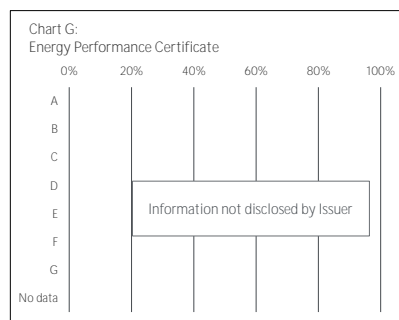 Chart G:
Energy Performance Certificate
0% 20% 40% 60% 80% 100%
A
B
C
D
E
F
G
No data
Information not disclosed by Issuer